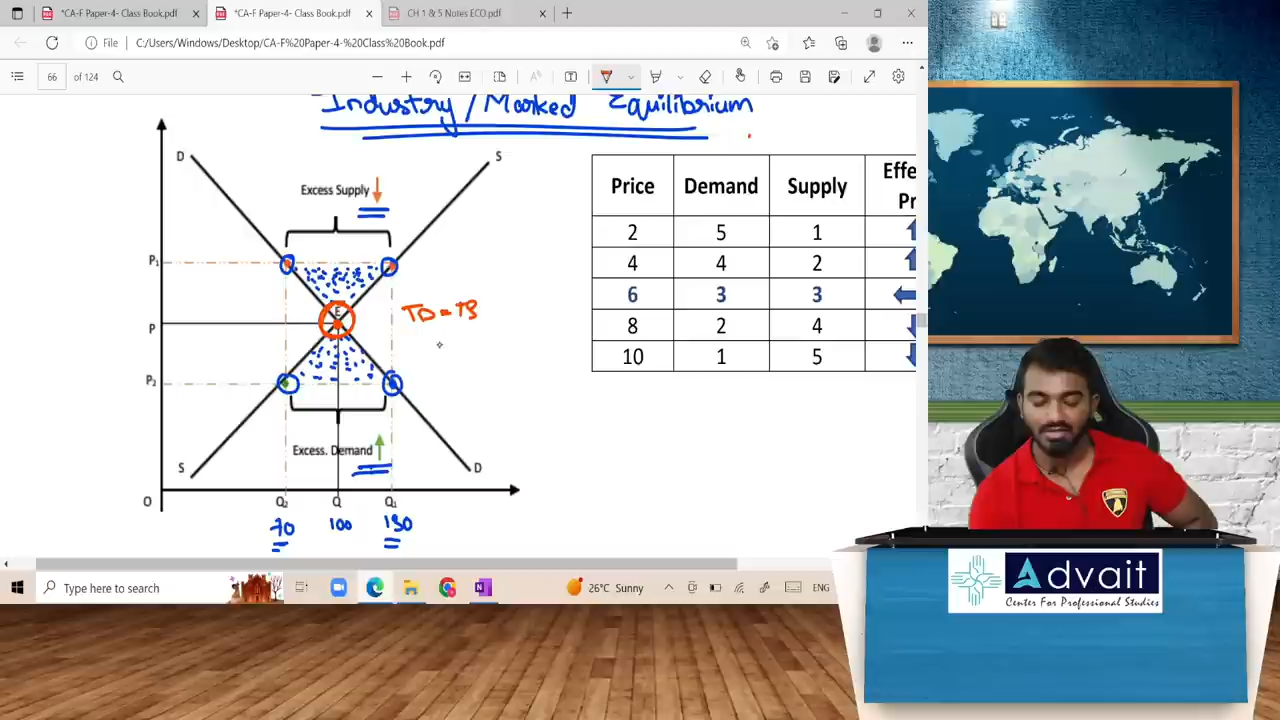 *CA-F Paper-4- Class Book.pdf
*CA-F Paper-4- Class Book.pdf
CH 1 & 5 Notes ECO.pdf
File | C:/Users/Windows/Desktop/CA-F%20Paper-4-%20Class%20Book.pdf
66 of 124
Industry/Marked Equilibrium
D
S
Excess Supply
P1
E
TD = TS
P
P2
Excess. Demand
S
D
O
Q2
Q
Q1
70
100
130
Price Demand Supply Effe
Pr
2 5 1
4 4 2
6 3 3
8 2 4
10 1 5
Type here to search
26°C Sunny
ENG
Advait
Center For Professional Studies